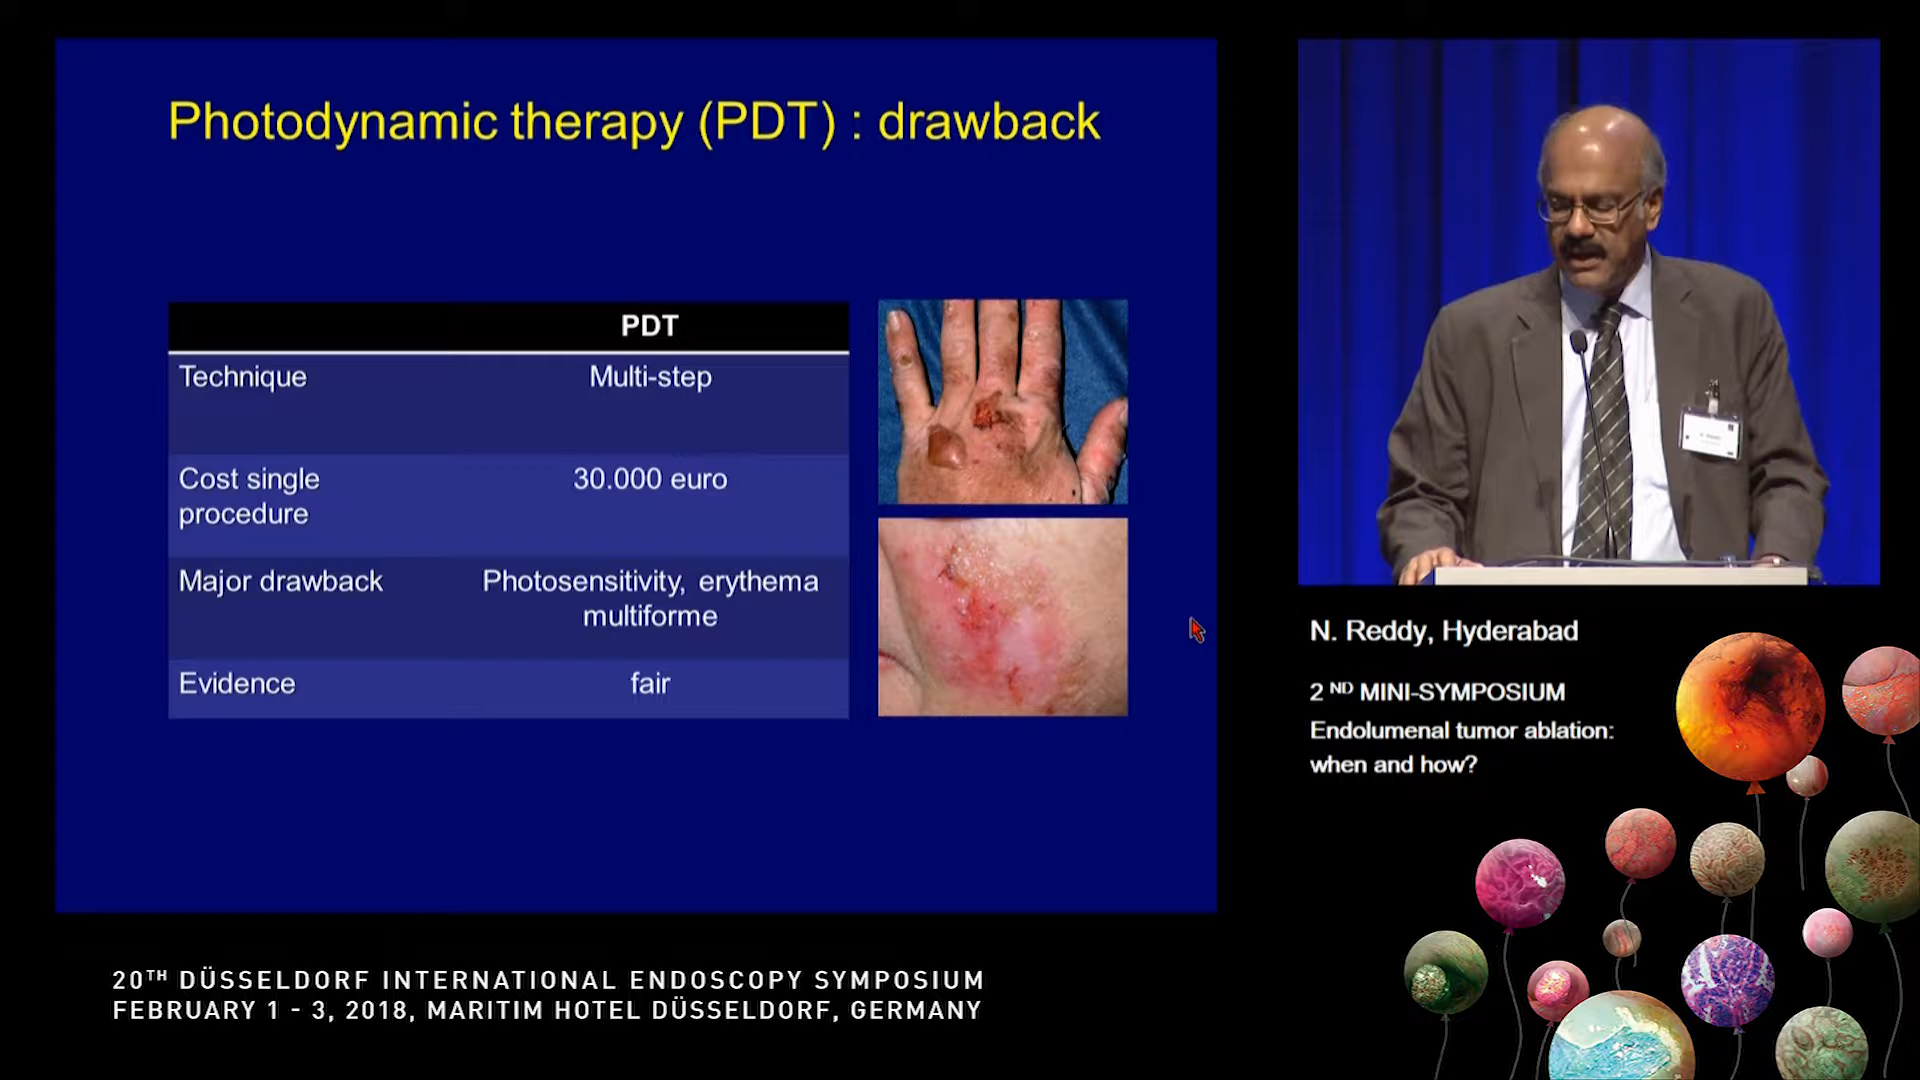 Photodynamic therapy (PDT) : drawback
PDT
Technique Multi-step
Cost single procedure 30.000 euro
Major drawback Photosensitivity, erythema multiforme
Evidence fair
N. Reddy, Hyderabad
2 ND MINI-SYMPOSIUM
Endolumenal tumor ablation:
when and how?
20TH DÜSSELDORF INTERNATIONAL ENDOSCOPY SYMPOSIUM
FEBRUARY 1 - 3, 2018, MARITIM HOTEL DÜSSELDORF, GERMANY